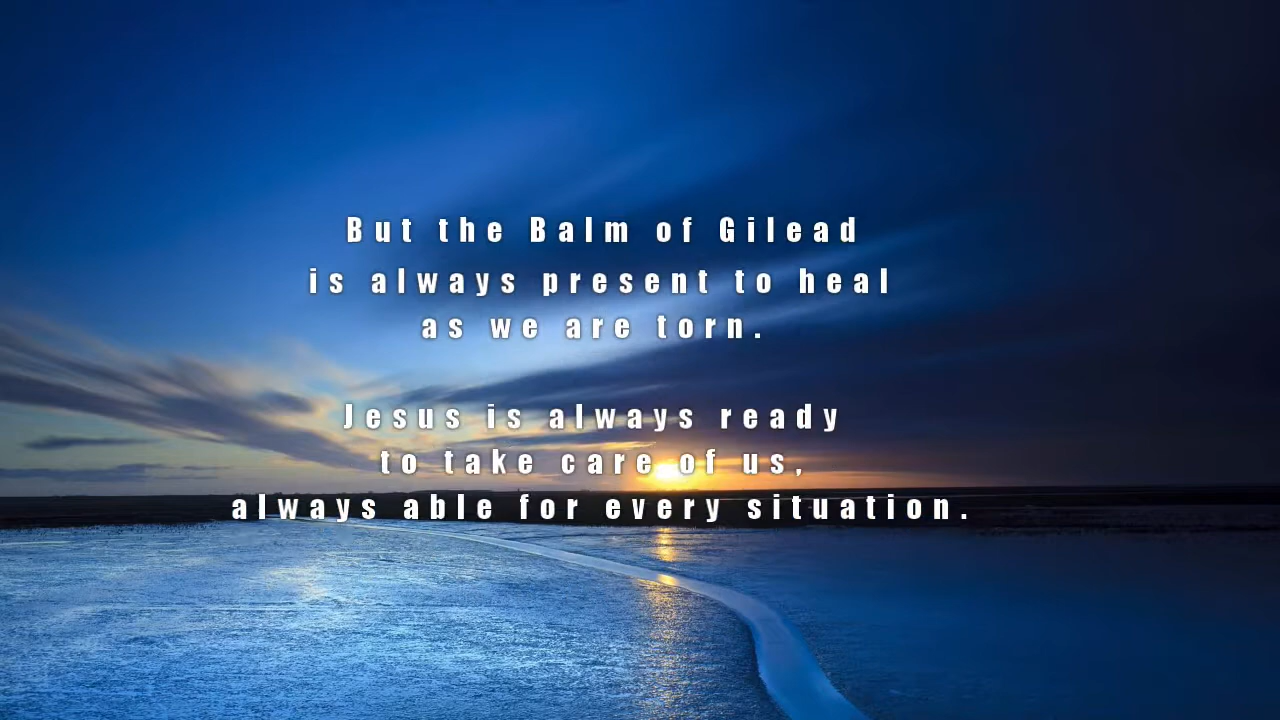 But the Balm of Gilead
is always present to heal
as we are torn.
Jesus is always ready
to take care of us,
always able for every situation.